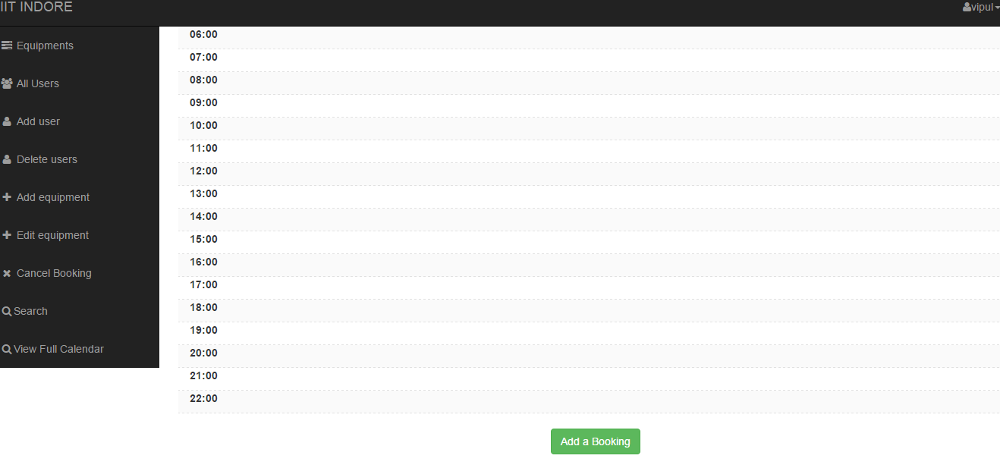 IIT INDORE
vipul
Equipments
All Users
Add user
Delete users
Add equipment
Edit equipment
Cancel Booking
Search
View Full Calendar
06:00
07:00
08:00
09:00
10:00
11:00
12:00
13:00
14:00
15:00
16:00
17:00
18:00
19:00
20:00
21:00
22:00
Add a Booking